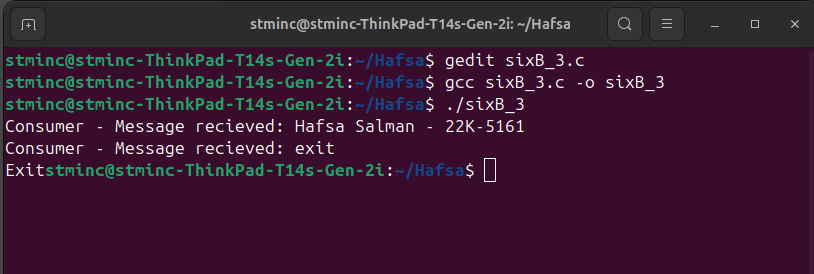 stminc@stminc-ThinkPad-T14s-Gen-2i: ~/Hafsa
stminc@stminc-ThinkPad-T14s-Gen-2i:~/Hafsa$ gedit sixB_3.c
stminc@stminc-ThinkPad-T14s-Gen-2i:~/Hafsa$ gcc sixB_3.c -o sixB_3
stminc@stminc-ThinkPad-T14s-Gen-2i:~/Hafsa$ ./sixB_3
Consumer - Message recieved: Hafsa Salman - 22K-5161
Consumer - Message recieved: exit
Exitstminc@stminc-ThinkPad-T14s-Gen-2i:~/Hafsa$